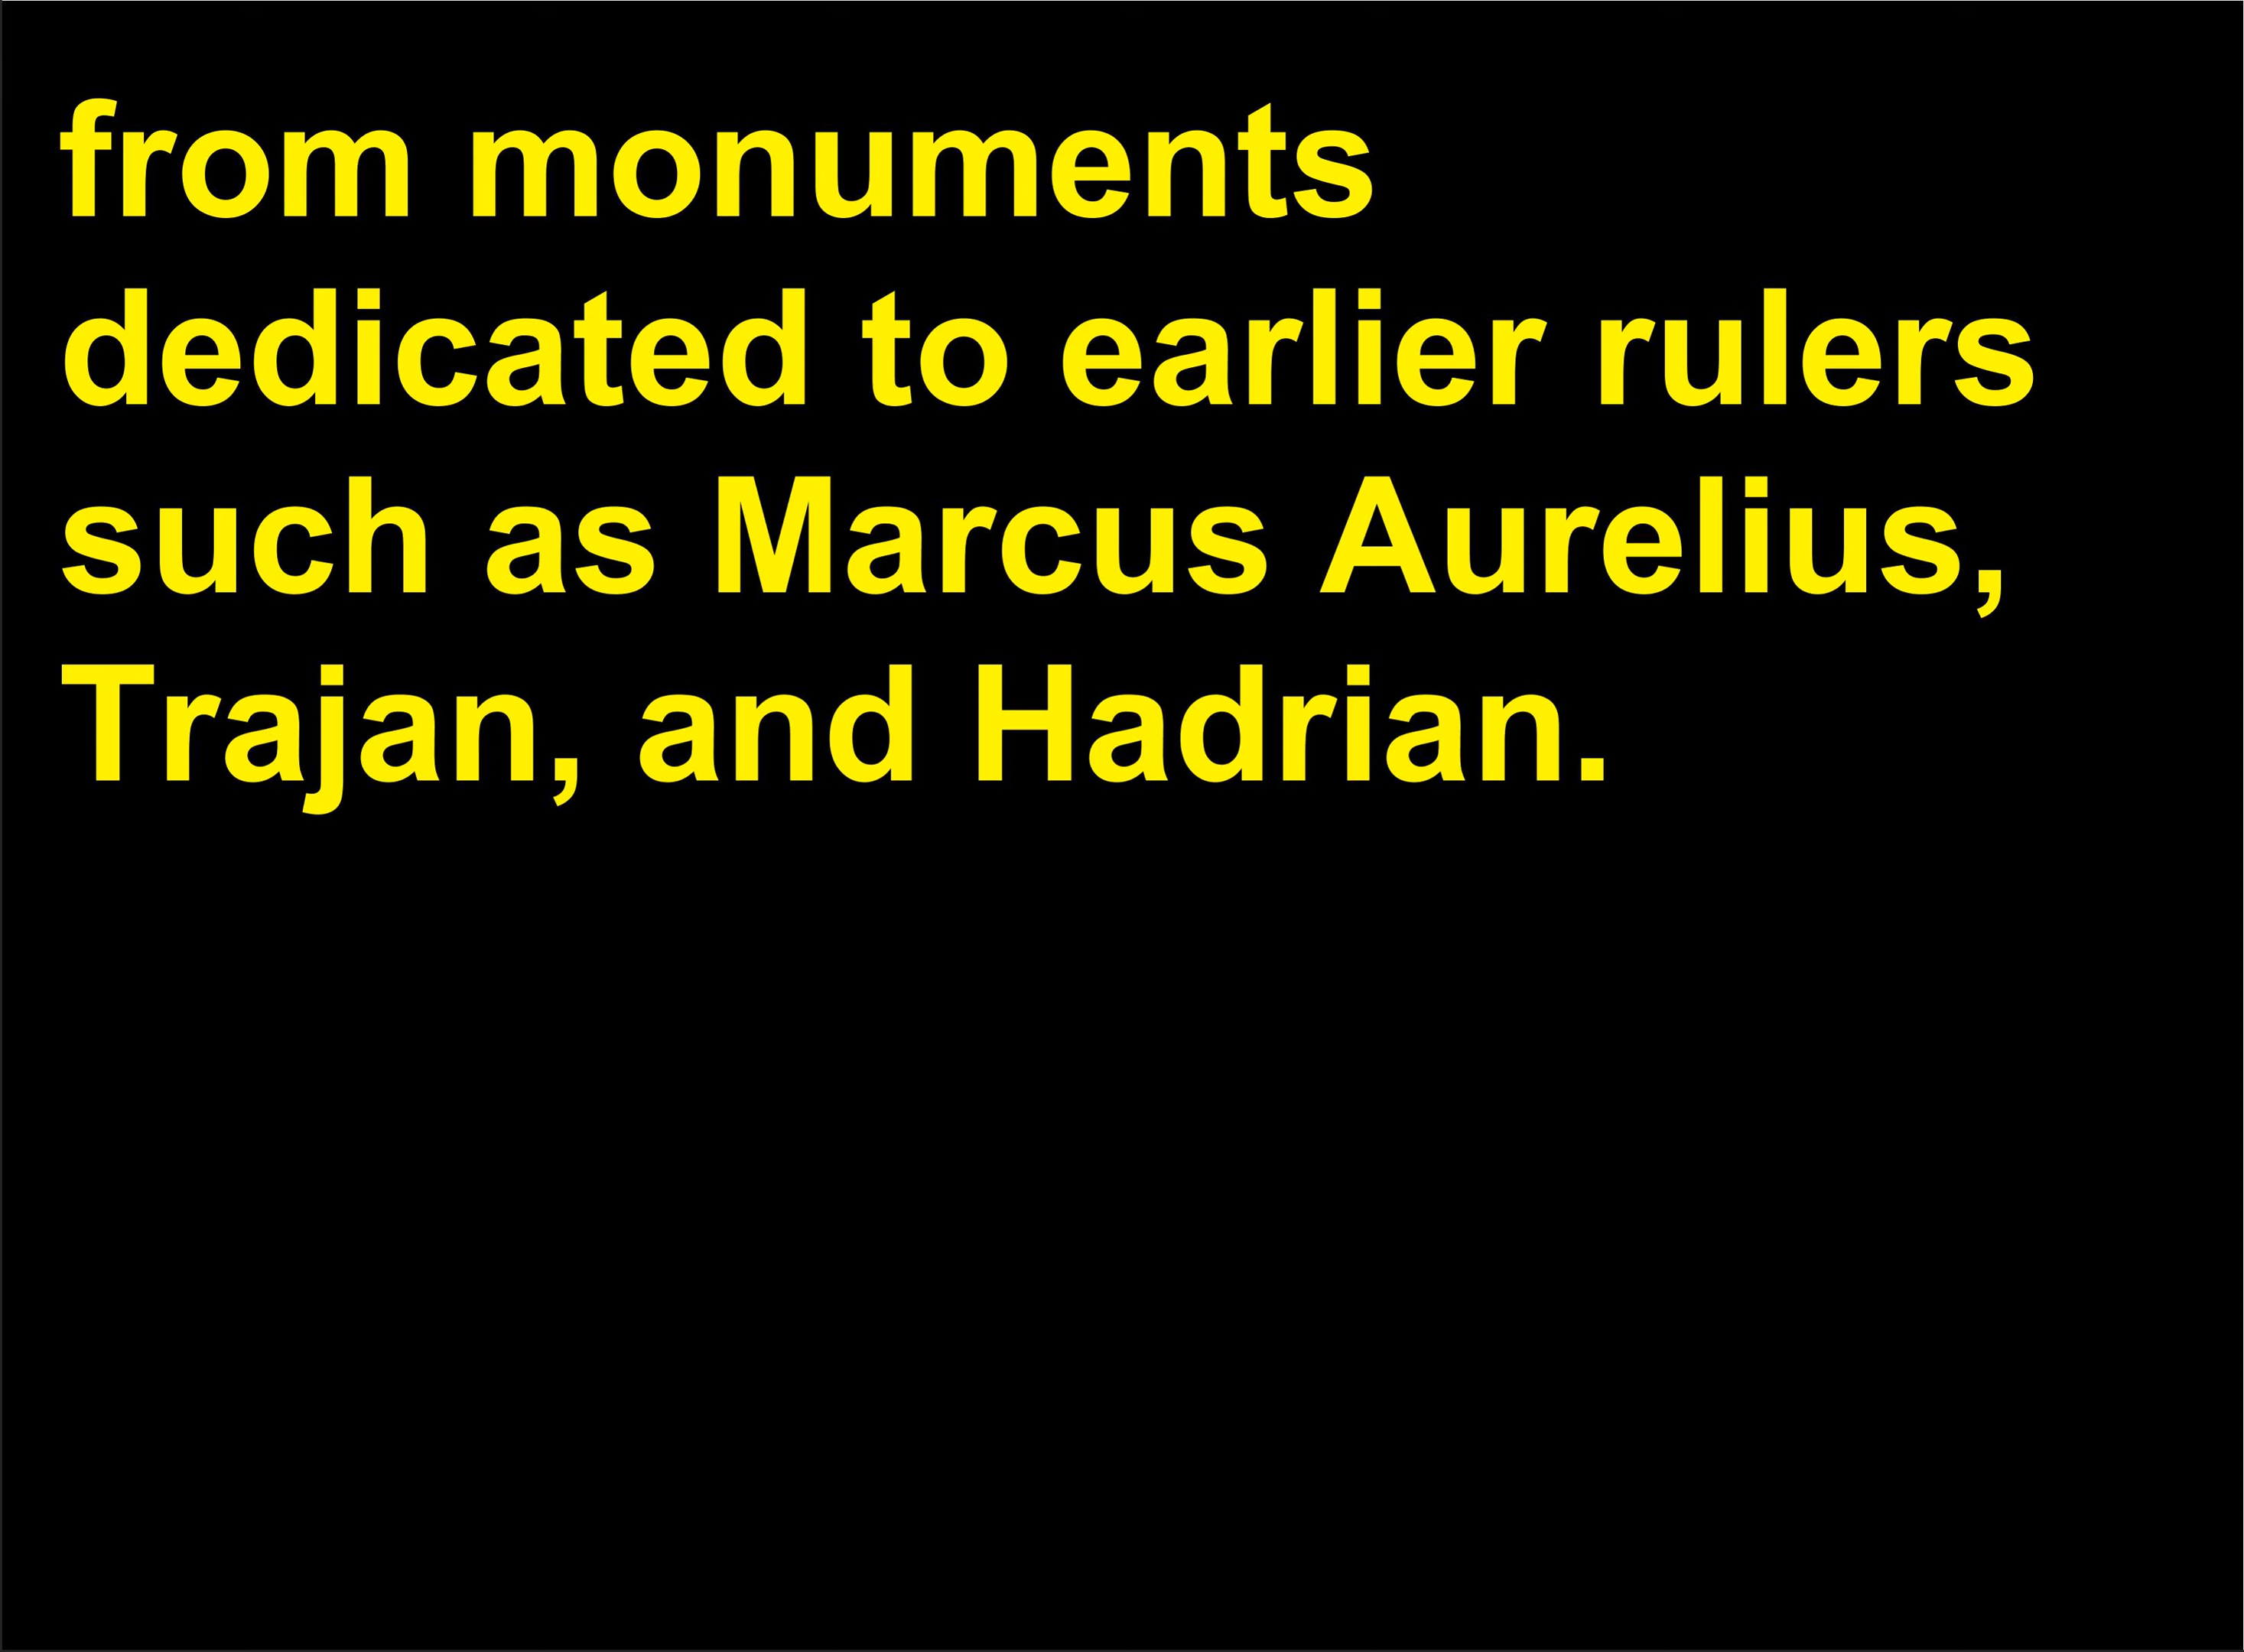 from monuments
dedicated to earlier rulers
such as Marcus Aurelius,
Trajan, and Hadrian.